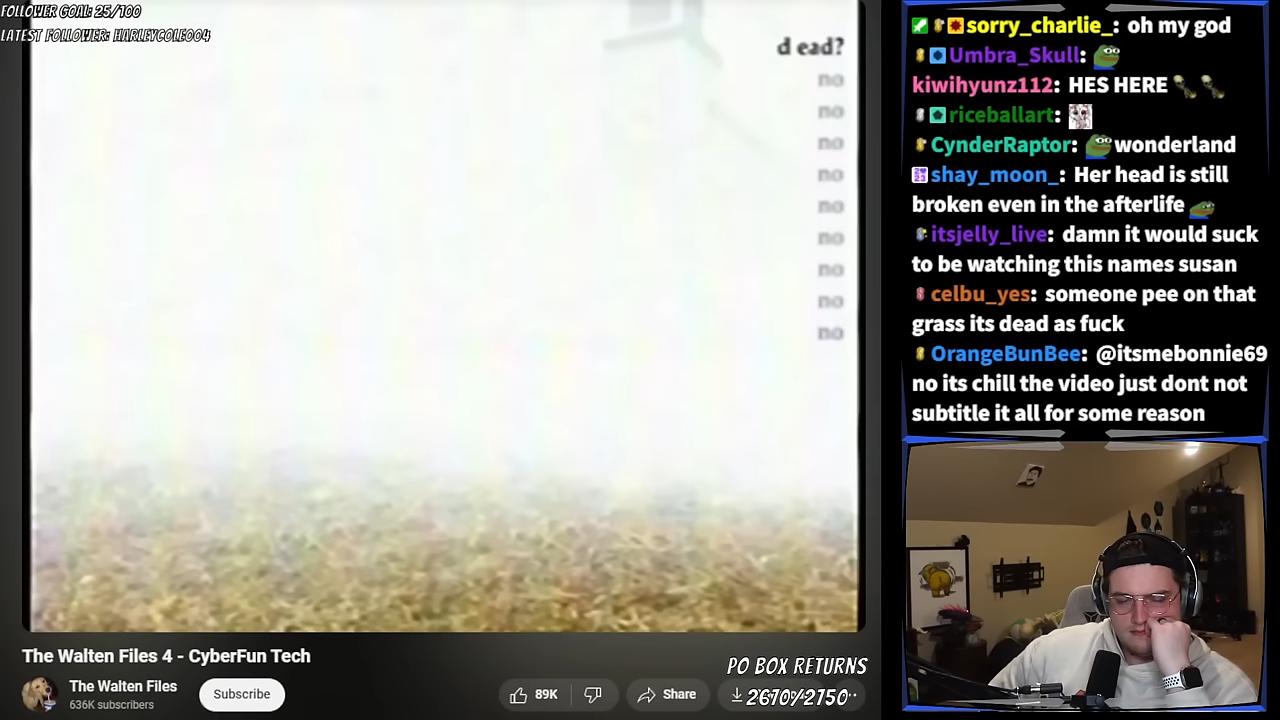 FOLLOWER GOAL: 25/100
LATEST FOLLOWER: HARLEYCOLE004
d ead?
no
no
no
no
no
no
no
no
no
The Walten Files 4 - CyberFun Tech
The Walten Files
636K subscribers
Subscribe
89K
Share
PO BOX RETURNS
2670/2750
sorry_charlie_: oh my god
Umbra_Skull:
kiwihyunz112: HES HERE
riceballart:
CynderRaptor: wonderland
shay_moon_: Her head is still
broken even in the afterlife
itsjelly_live: damn it would suck
to be watching this names susan
celbu_yes: someone pee on that
grass its dead as fuck
OrangeBunBee: @itsmebonnie69
no its chill the video just dont not
subtitle it all for some reason